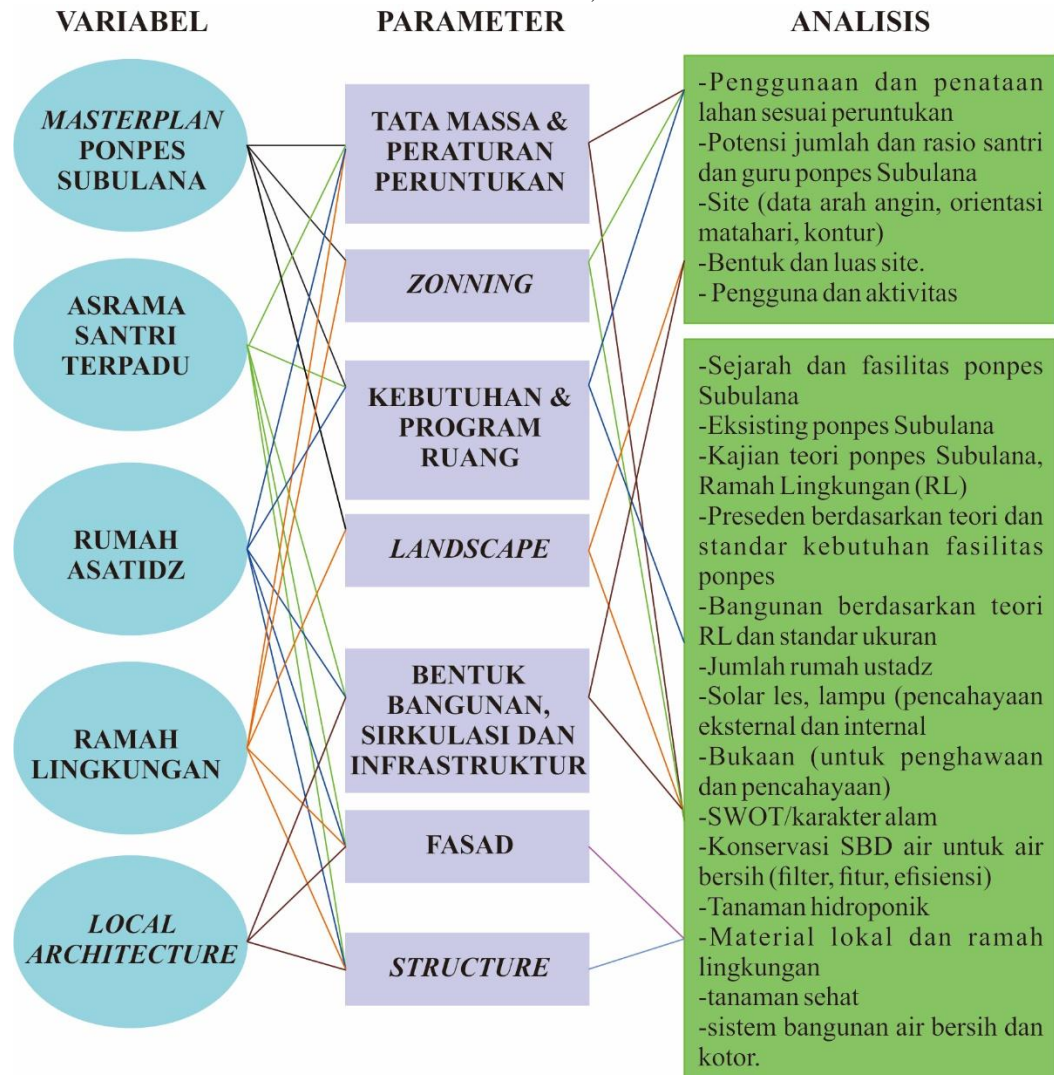 VARIABEL
PARAMETER
ANALISIS
MASTERPLAN
PONPES
SUBULANA
ASRAMA
SANTRI
TERPADU
RUMAH
ASATIDZ
RAMAH
LINGKUNGAN
LOCAL
ARCHITECTURE
TATA MASSA &
PERATURAN
PERUNTUKAN
ZONNING
KEBUTUHAN &
PROGRAM
RUANG
LANDSCAPE
BENTUK
BANGUNAN,
SIRKULASI DAN
INFRASTRUKTUR
FASAD
STRUCTURE
-Penggunaan dan penataan
lahan sesuai peruntukan
-Potensi jumlah dan rasio santri
dan guru ponpes Subulana
-Site (data arah angin, orientasi
matahari, kontur)
-Bentuk dan luas site.
- Pengguna dan aktivitas
-Sejarah dan fasilitas ponpes
Subulana
-Eksisting ponpes Subulana
-Kajian teori ponpes Subulana,
Ramah Lingkungan (RL)
-Preseden berdasarkan teori dan
standar kebutuhan fasilitas
ponpes
-Bangunan berdasarkan teori
RL dan standar ukuran
-Jumlah rumah ustadz
-Solar les, lampu (pencahayaan
eksternal dan internal
-Bukaan (untuk penghawaan
dan pencahayaan)
-SWOT/karakter alam
-Konservasi SBD air untuk air
bersih (filter, fitur, efisiensi)
-Tanaman hidroponik
-Material lokal dan ramah
lingkungan
-tanaman sehat
-sistem bangunan air bersih dan
kotor.